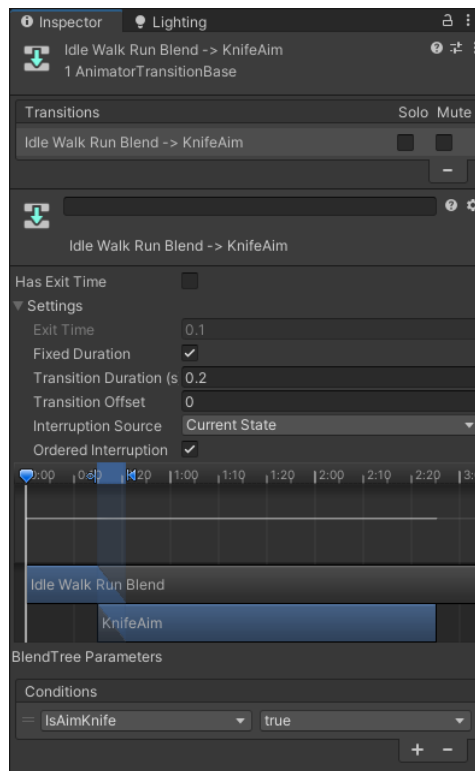 Inspector Lighting
Idle Walk Run Blend -> KnifeAim
1 AnimatorTransitionBase
Transitions Solo Mute
Idle Walk Run Blend -> KnifeAim
Idle Walk Run Blend -> KnifeAim
Has Exit Time
Settings
Exit Time 0.1
Fixed Duration
Transition Duration (s 0.2
Transition Offset 0
Interruption Source Current State
Ordered Interruption
1:00 1:10 1:20 2:00 2:10 2:20
Idle Walk Run Blend
KnifeAim
BlendTree Parameters
Conditions
IsAimKnife true